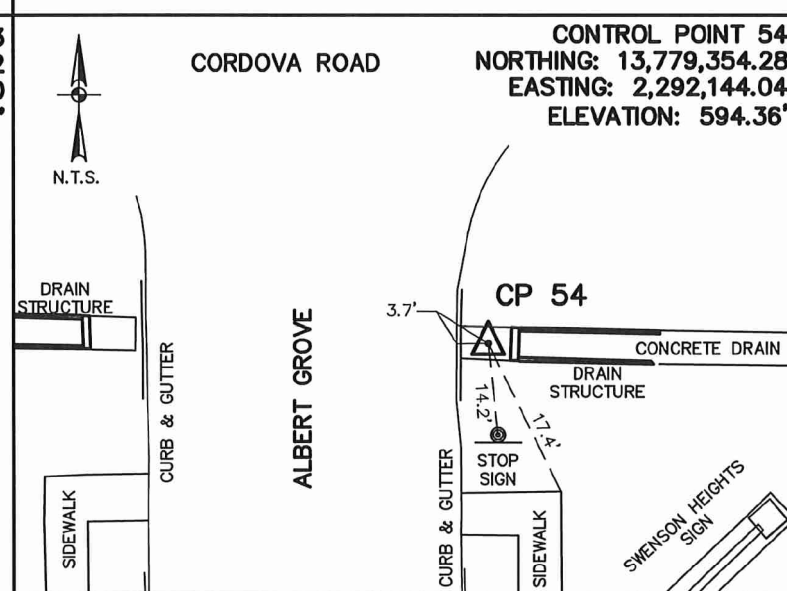 CORDOVA ROAD
CONTROL POINT 54
NORTHING: 13,779,354.28
EASTING: 2,292,144.04
ELEVATION: 594.36'
N.T.S.
DRAIN
STRUCTURE
3.7'
CP 54
ALBERT GROVE
CURB & GUTTER
CONCRETE DRAIN
DRAIN
STRUCTURE
14.2'
17.4'
STOP
SIGN
CURB & GUTTER
SIDEWALK
SIDEWALK
SWENSON HEIGHTS
SIGN